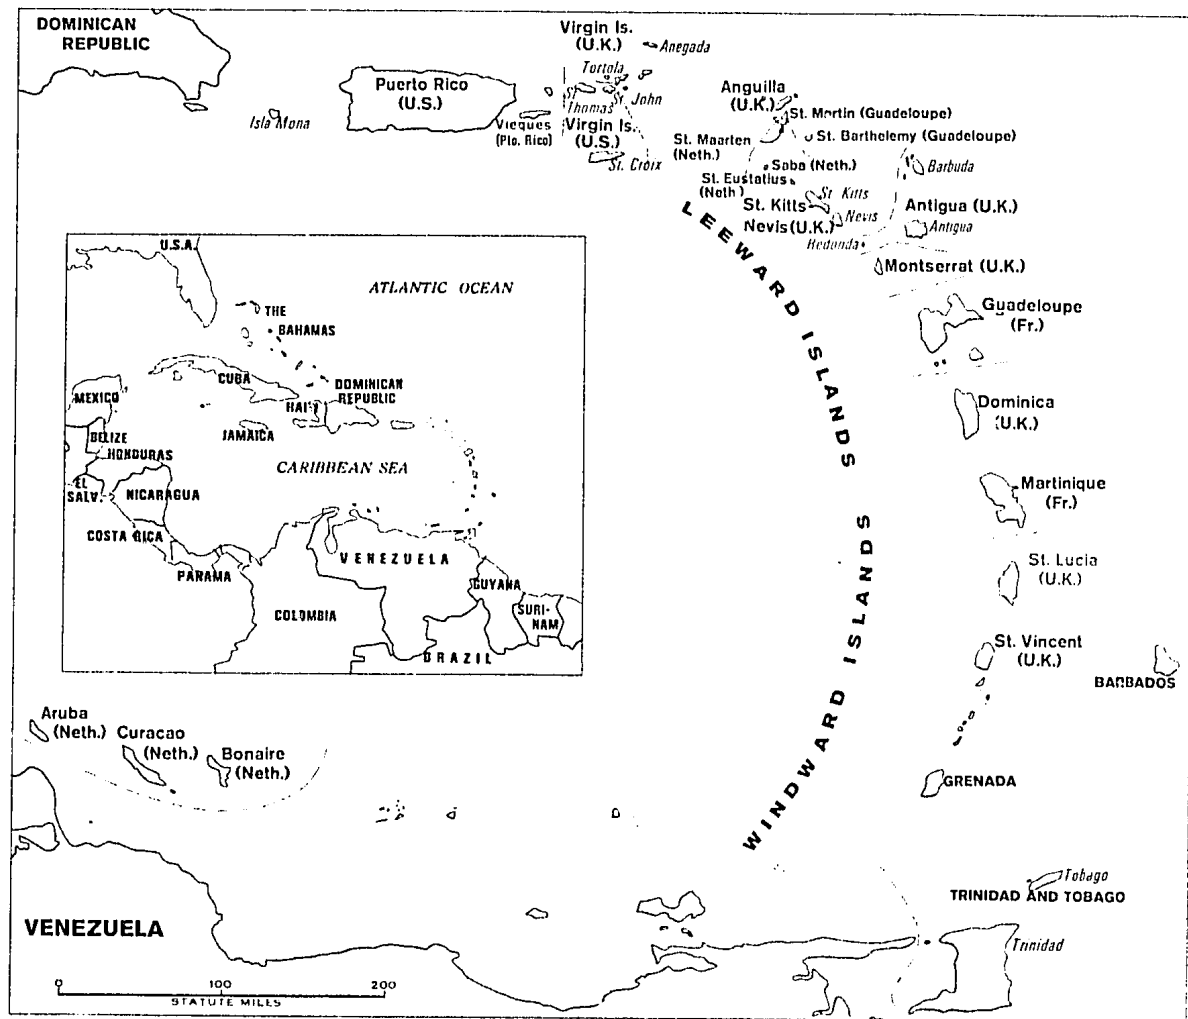 DOMINICAN
REPUBLIC
Puerto Rico
(U.S.)
Isla Mona
Vieques
(Pto. Rico)
Virgin Is.
(U.K.)
Anegada
Tortola
St
Thomas
St. John
Virgin Is.
(U.S.)
St. Croix
Anguilla
(U.K.)
St. Martin (Guadeloupe)
St. Barthelemy (Guadeloupe)
St. Maarten
(Neth.)
Saba (Neth.)
St. Eustatius
(Neth)
Barbuda
St. Kitts
St. Kitts
Nevis (U.K.)
Nevis
Redonda
Antigua (U.K.)
Antigua
Montserrat (U.K.)
Guadeloupe
(Fr.)
Dominica
(U.K.)
Martinique
(Fr.)
St. Lucia
(U.K.)
St. Vincent
(U.K.)
BARBADOS
GRENADA
Tobago
TRINIDAD AND TOBAGO
Trinidad
LEEWARD ISLANDS
WINDWARD ISLANDS
U.S.A.
ATLANTIC OCEAN
THE
BAHAMAS
CUBA
DOMINICAN
REPUBLIC
HAITI
MEXICO
JAMAICA
BELIZE
HONDURAS
CARIBBEAN SEA
EL
SALV.
NICARAGUA
COSTA RICA
PANAMA
VENEZUELA
GUYANA
COLOMBIA
SURI-
NAM
BRAZIL
Aruba
(Neth.)
Curacao
(Neth.)
Bonaire
(Neth.)
VENEZUELA
0 100 200
STATUTE MILES